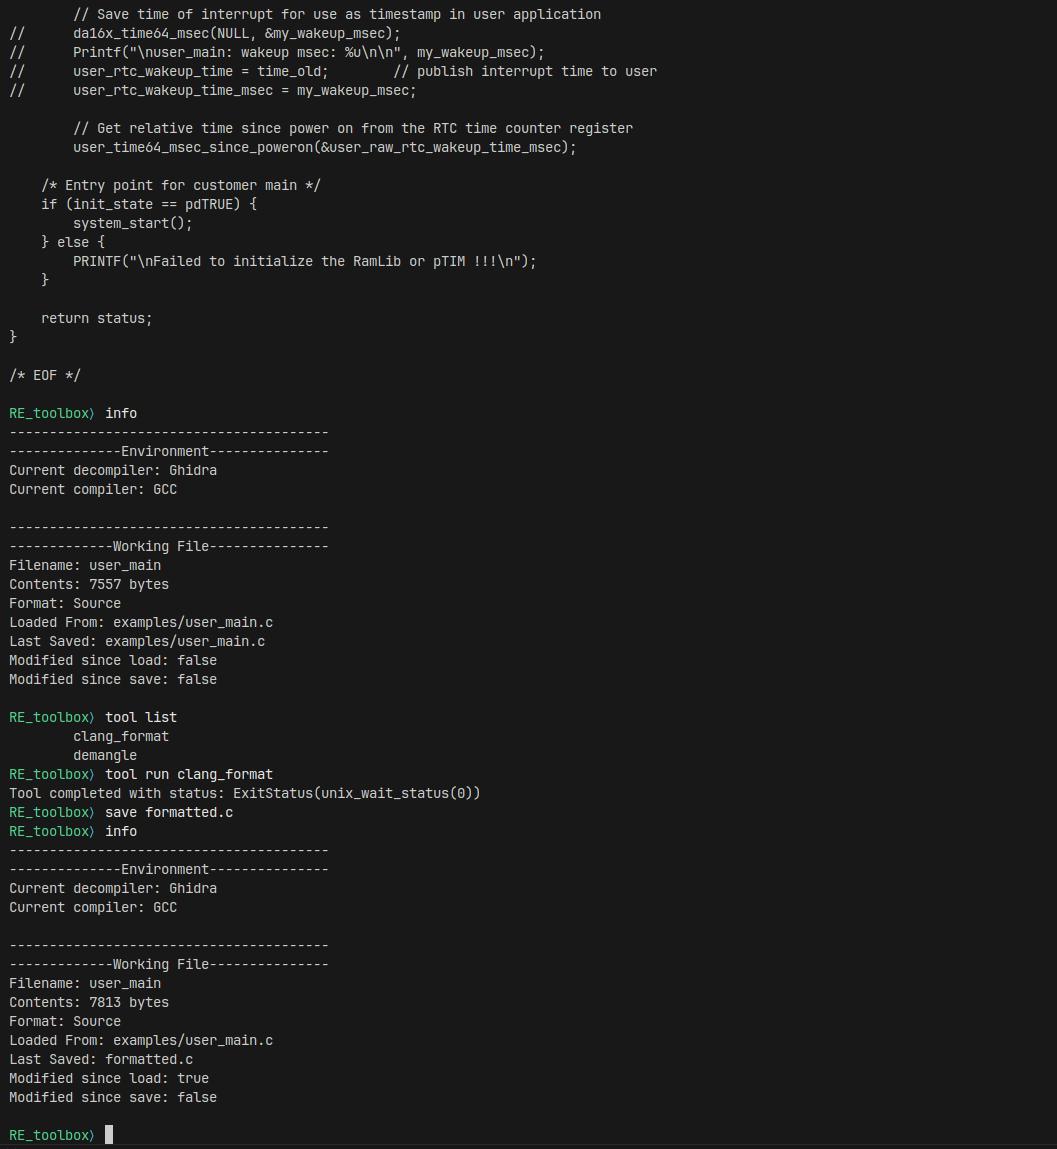 // Save time of interrupt for use as timestamp in user application
//      da16x_time64_msec(NULL, &my_wakeup_msec);
//      Printf("\nuser_main: wakeup msec: %u\n\n", my_wakeup_msec);
//      user_rtc_wakeup_time = time_old;        // publish interrupt time to user
//      user_rtc_wakeup_time_msec = my_wakeup_msec;

        // Get relative time since power on from the RTC time counter register
        user_time64_msec_since_poweron(&user_raw_rtc_wakeup_time_msec);

    /* Entry point for customer main */
    if (init_state == pdTRUE) {
        system_start();
    } else {
        PRINTF("\nFailed to initialize the RamLib or pTIM !!!\n");
    }

    return status;
}

/* EOF */

RE_toolbox⟩ info
----------------------------------------
--------------Environment---------------
Current decompiler: Ghidra
Current compiler: GCC

----------------------------------------
-------------Working File---------------
Filename: user_main
Contents: 7557 bytes
Format: Source
Loaded From: examples/user_main.c
Last Saved: examples/user_main.c
Modified since load: false
Modified since save: false

RE_toolbox⟩ tool list
        clang_format
        demangle
RE_toolbox⟩ tool run clang_format
Tool completed with status: ExitStatus(unix_wait_status(0))
RE_toolbox⟩ save formatted.c
RE_toolbox⟩ info
----------------------------------------
--------------Environment---------------
Current decompiler: Ghidra
Current compiler: GCC

----------------------------------------
-------------Working File---------------
Filename: user_main
Contents: 7813 bytes
Format: Source
Loaded From: examples/user_main.c
Last Saved: formatted.c
Modified since load: true
Modified since save: false

RE_toolbox⟩